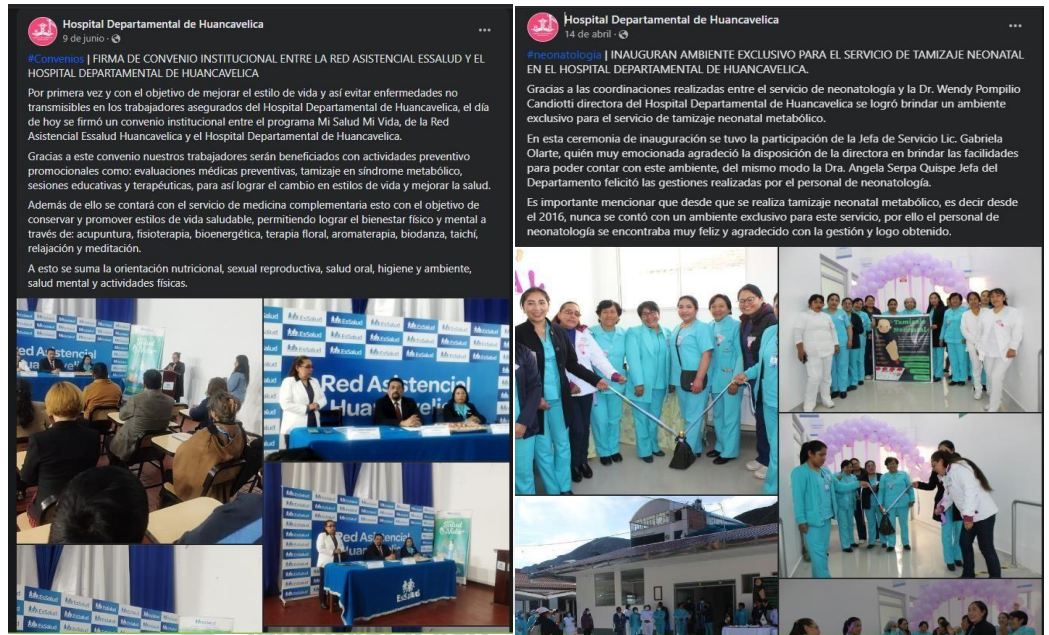 Hospital Departamental de Huancavelica
9 de junio ·
#Convenios | FIRMA DE CONVENIO INSTITUCIONAL ENTRE LA RED ASISTENCIAL ESSALUD Y EL
HOSPITAL DEPARTAMENTAL DE HUANCAVELICA
Por primera vez y con el objetivo de mejorar el estilo de vida y así evitar enfermedades no
transmisibles en los trabajadores asegurados del Hospital Departamental de Huancavelica, el día
de hoy se firmó un convenio institucional entre el programa Mi Salud Mi Vida, de la Red
Asistencial Essalud Huancavelica y el Hospital Departamental de Huancavelica.
Gracias a este convenio nuestros trabajadores serán beneficiados con actividades preventivo
promocionales como: evaluaciones médicas preventivas, tamizaje en síndrome metabólico,
sesiones educativas y terapéuticas, para así lograr el cambio en estilos de vida y mejorar la salud.
Además de ello se contará con el servicio de medicina complementaria esto con el objetivo de
conservar y promover estilos de vida saludable, permitiendo lograr el bienestar físico y mental a
través de: acupuntura, fisioterapia, bioenergética, terapia floral, aromaterapia, biodanza, taichí,
relajación y meditación.
A esto se suma la orientación nutricional, sexual reproductiva, salud oral, higiene y ambiente,
salud mental y actividades físicas.
Red Asistencial
EsSalud
Red Asistencial
Huancavelica
Red Asistencial
Huancavelica
EsSalud
Hospital Departamental de Huancavelica
14 de abril ·
#neonatologia | INAUGURAN AMBIENTE EXCLUSIVO PARA EL SERVICIO DE TAMIZAJE NEONATAL
EN EL HOSPITAL DEPARTAMENTAL DE HUANCAVELICA.
Gracias a las coordinaciones realizadas entre el servicio de neonatología y la Dr. Wendy Pompilio
Candiotti directora del Hospital Departamental de Huancavelica se logró brindar un ambiente
exclusivo para el servicio de tamizaje neonatal metabólico.
En esta ceremonia de inauguración se tuvo la participación de la Jefa de Servicio Lic. Gabriela
Olarte, quién muy emocionada agradeció la disposición de la directora en brindar las facilidades
para poder contar con este ambiente, del mismo modo la Dra. Angela Serpa Quispe Jefa del
Departamento felicitó las gestiones realizadas por el personal de neonatología.
Es importante mencionar que desde que se realiza tamizaje neonatal metabólico, es decir desde
el 2016, nunca se contó con un ambiente exclusivo para este servicio, por ello el personal de
neonatología se encontraba muy feliz y agradecido con la gestión y logo obtenido.
Tamizaje
Neonatal